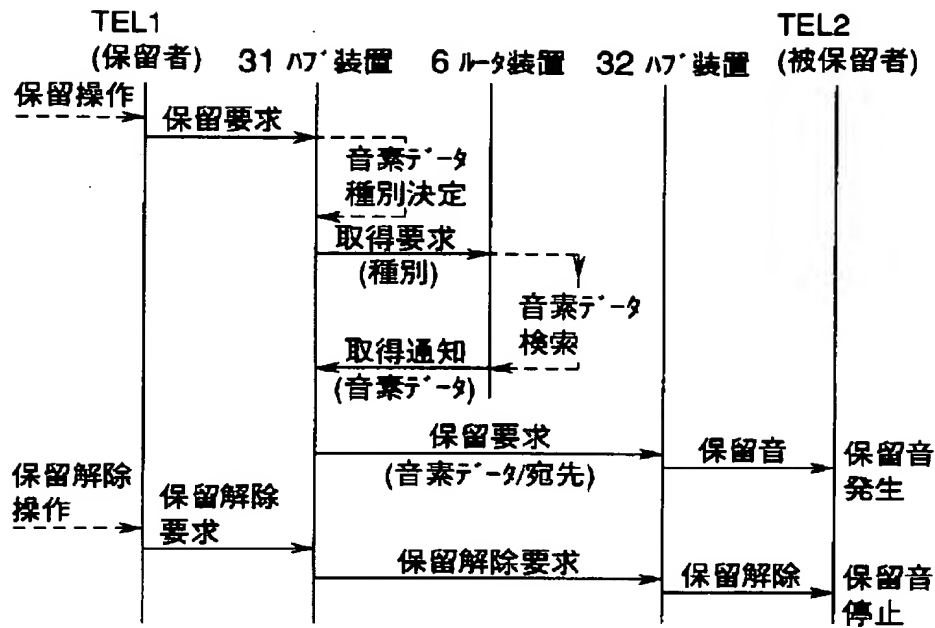 TEL1
(保留者)
31 ハブ装置
6 ルータ装置
32 ハブ装置
TEL2
(被保留者)
保留操作
保留要求
音素データ
種別決定
取得要求
(種別)
音素データ
検索
取得通知
(音素データ)
保留要求
(音素データ/宛先)
保留音
保留音
発生
保留解除
操作
保留解除
要求
保留解除要求
保留解除
保留音
停止